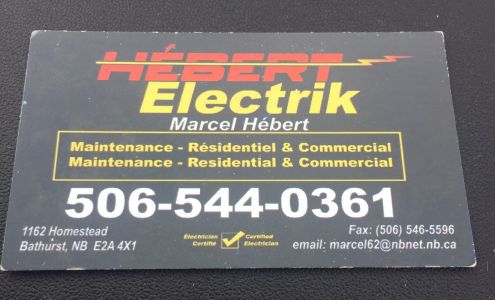 HÉBERT
Electrik
Marcel Hébert
Maintenance - Résidentiel & Commercial
Maintenance - Residential & Commercial
506-544-0361
1162 Homestead
Bathurst, NB E2A 4X1
Électricien Certified
Certifié Electrician
Fax: (506) 546-5596
email: marcel62@nbnet.nb.ca